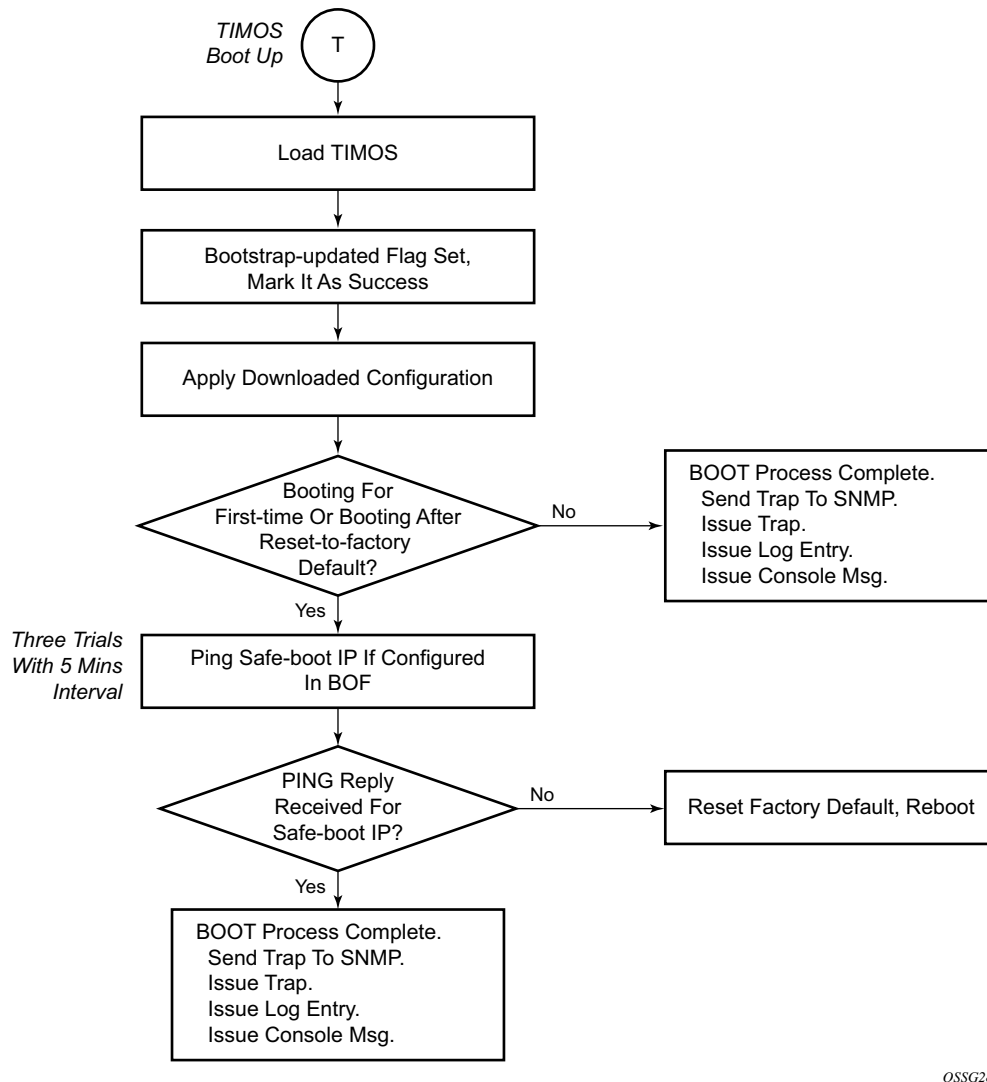 TIMOS
Boot Up
T
Load TIMOS
Bootstrap-updated Flag Set,
Mark It As Success
Apply Downloaded Configuration
Booting For
First-time Or Booting After
Reset-to-factory
Default?
No
BOOT Process Complete.
Send Trap To SNMP.
Issue Trap.
Issue Log Entry.
Issue Console Msg.
Yes
Three Trials
With 5 Mins
Interval
Ping Safe-boot IP If Configured
In BOF
PING Reply
Received For
Safe-boot IP?
No
Reset Factory Default, Reboot
Yes
BOOT Process Complete.
Send Trap To SNMP.
Issue Trap.
Issue Log Entry.
Issue Console Msg.